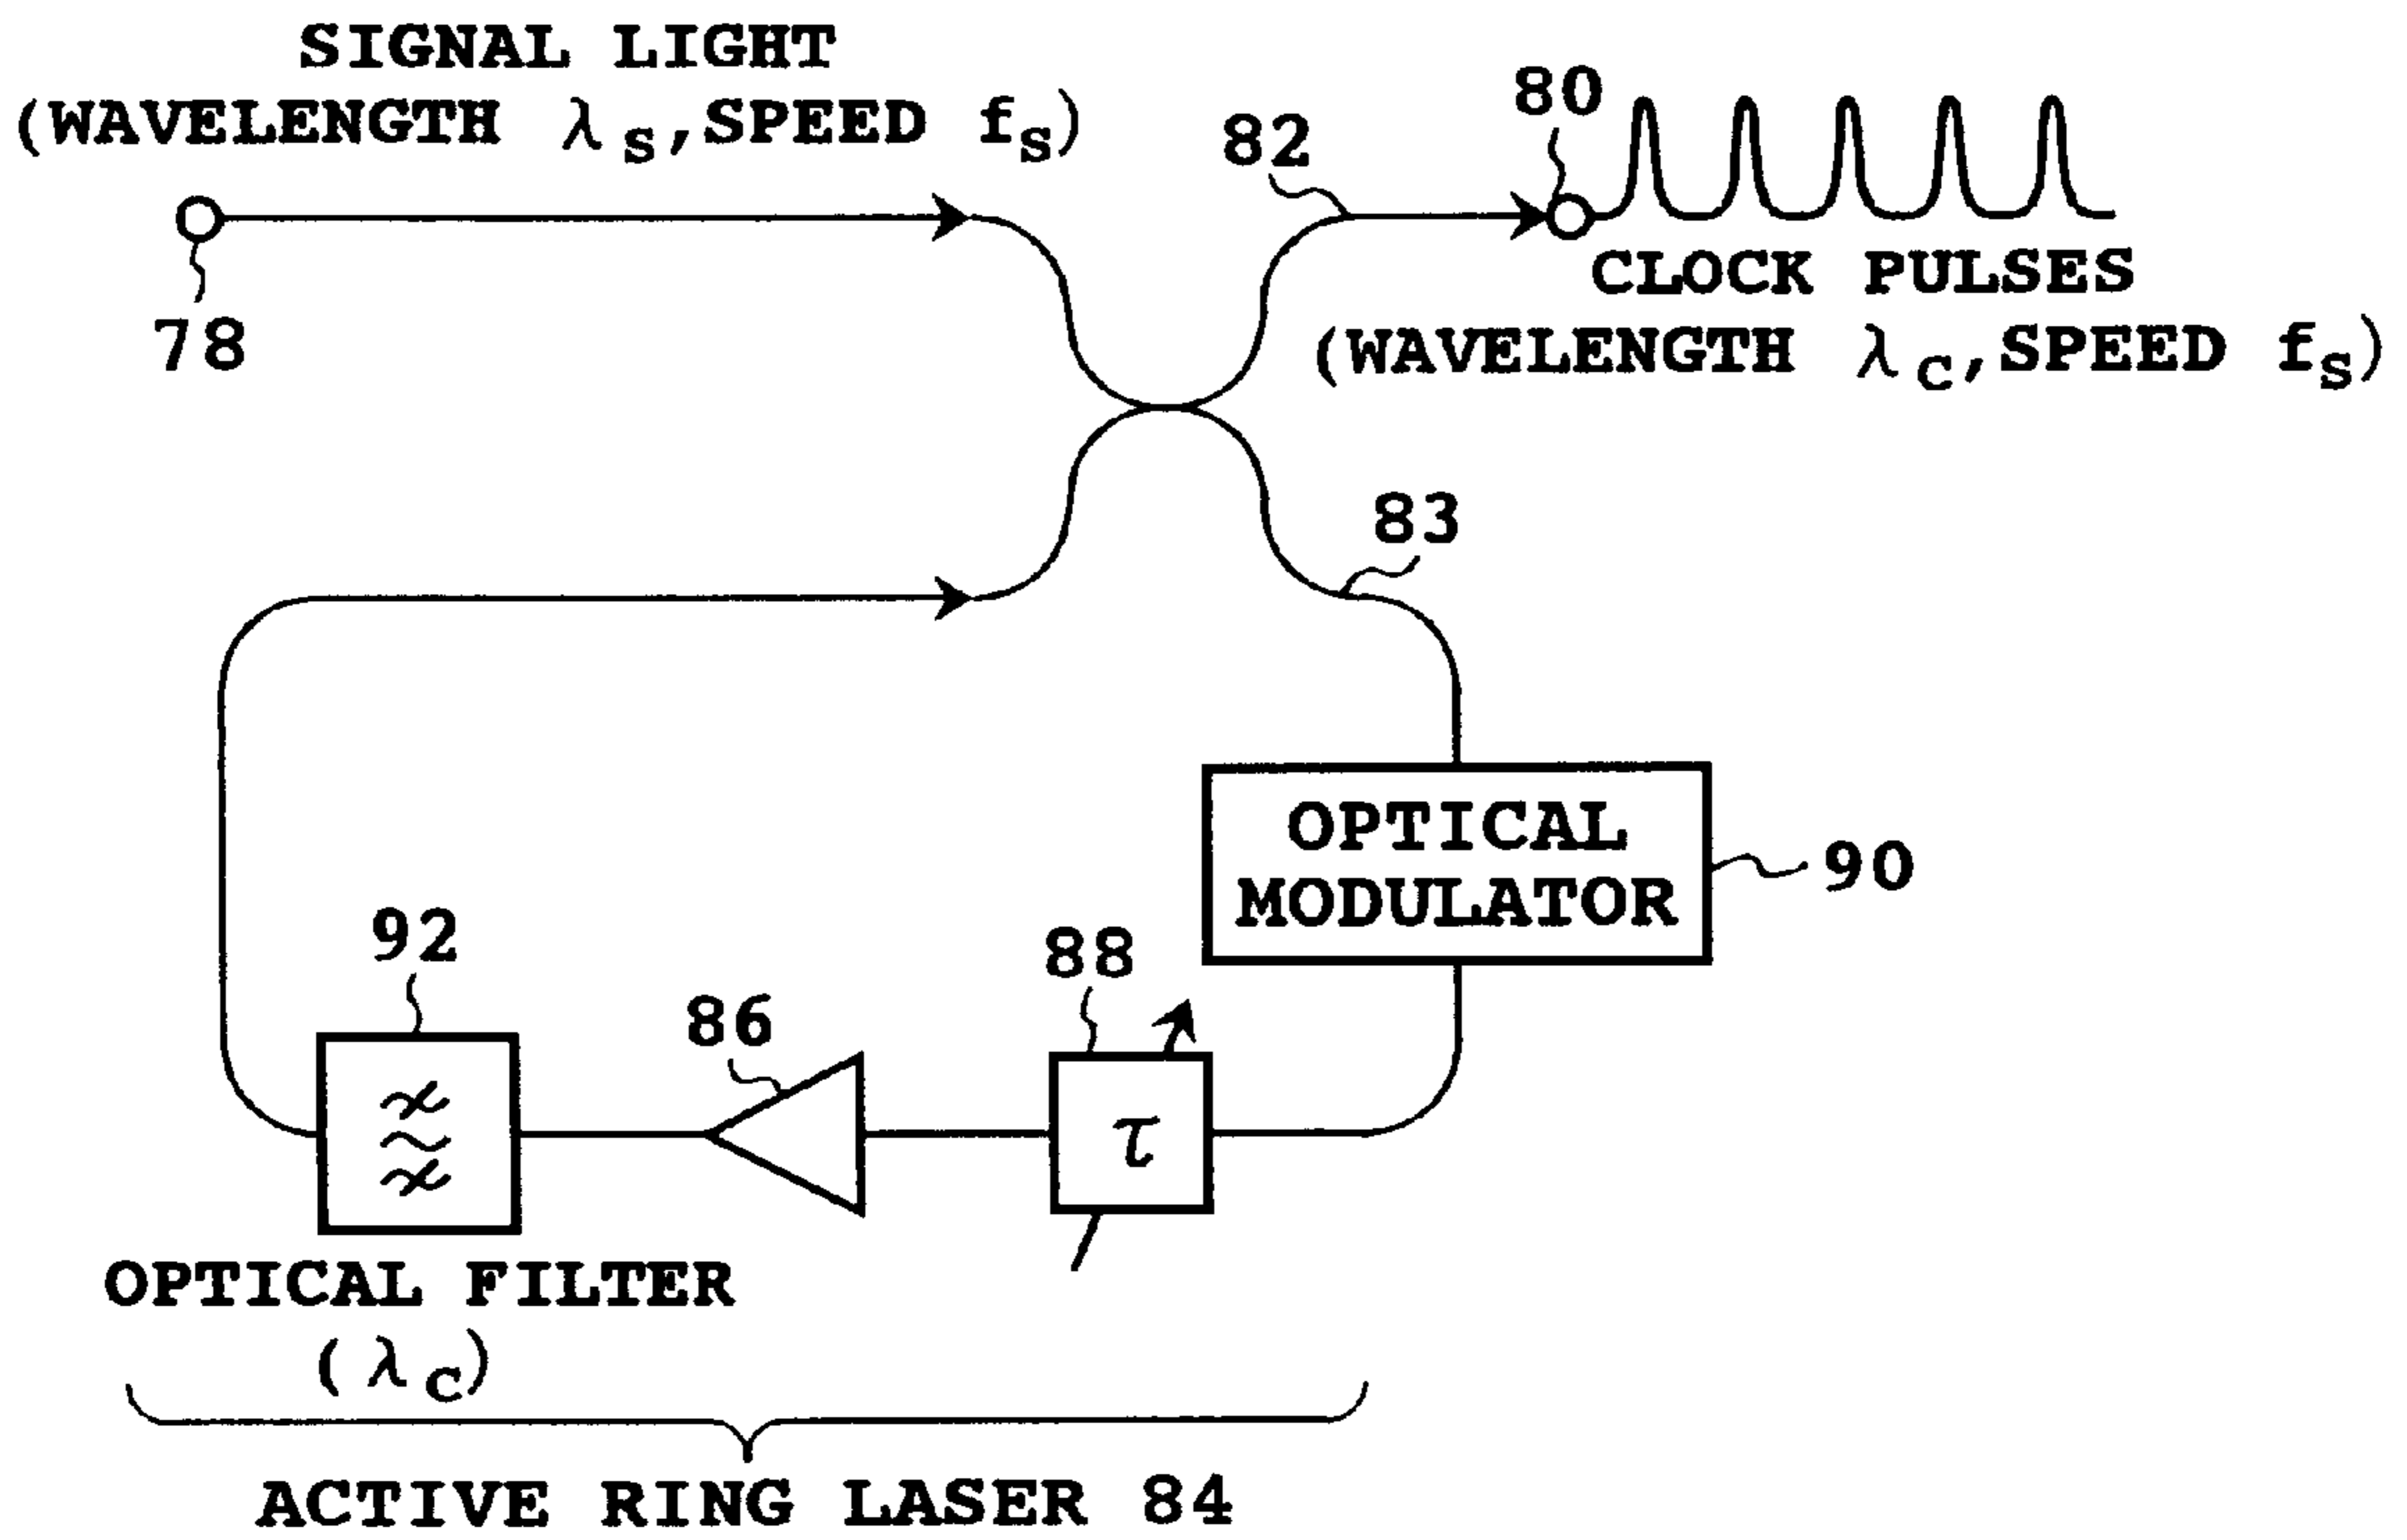 SIGNAL LIGHT
(WAVELENGTH λs, SPEED fs)
80
82
78
CLOCK PULSES
(WAVELENGTH λc, SPEED fs)
83
OPTICAL
MODULATOR
90
92
88
86
τ
OPTICAL FILTER
(λc)
ACTIVE RING LASER 84